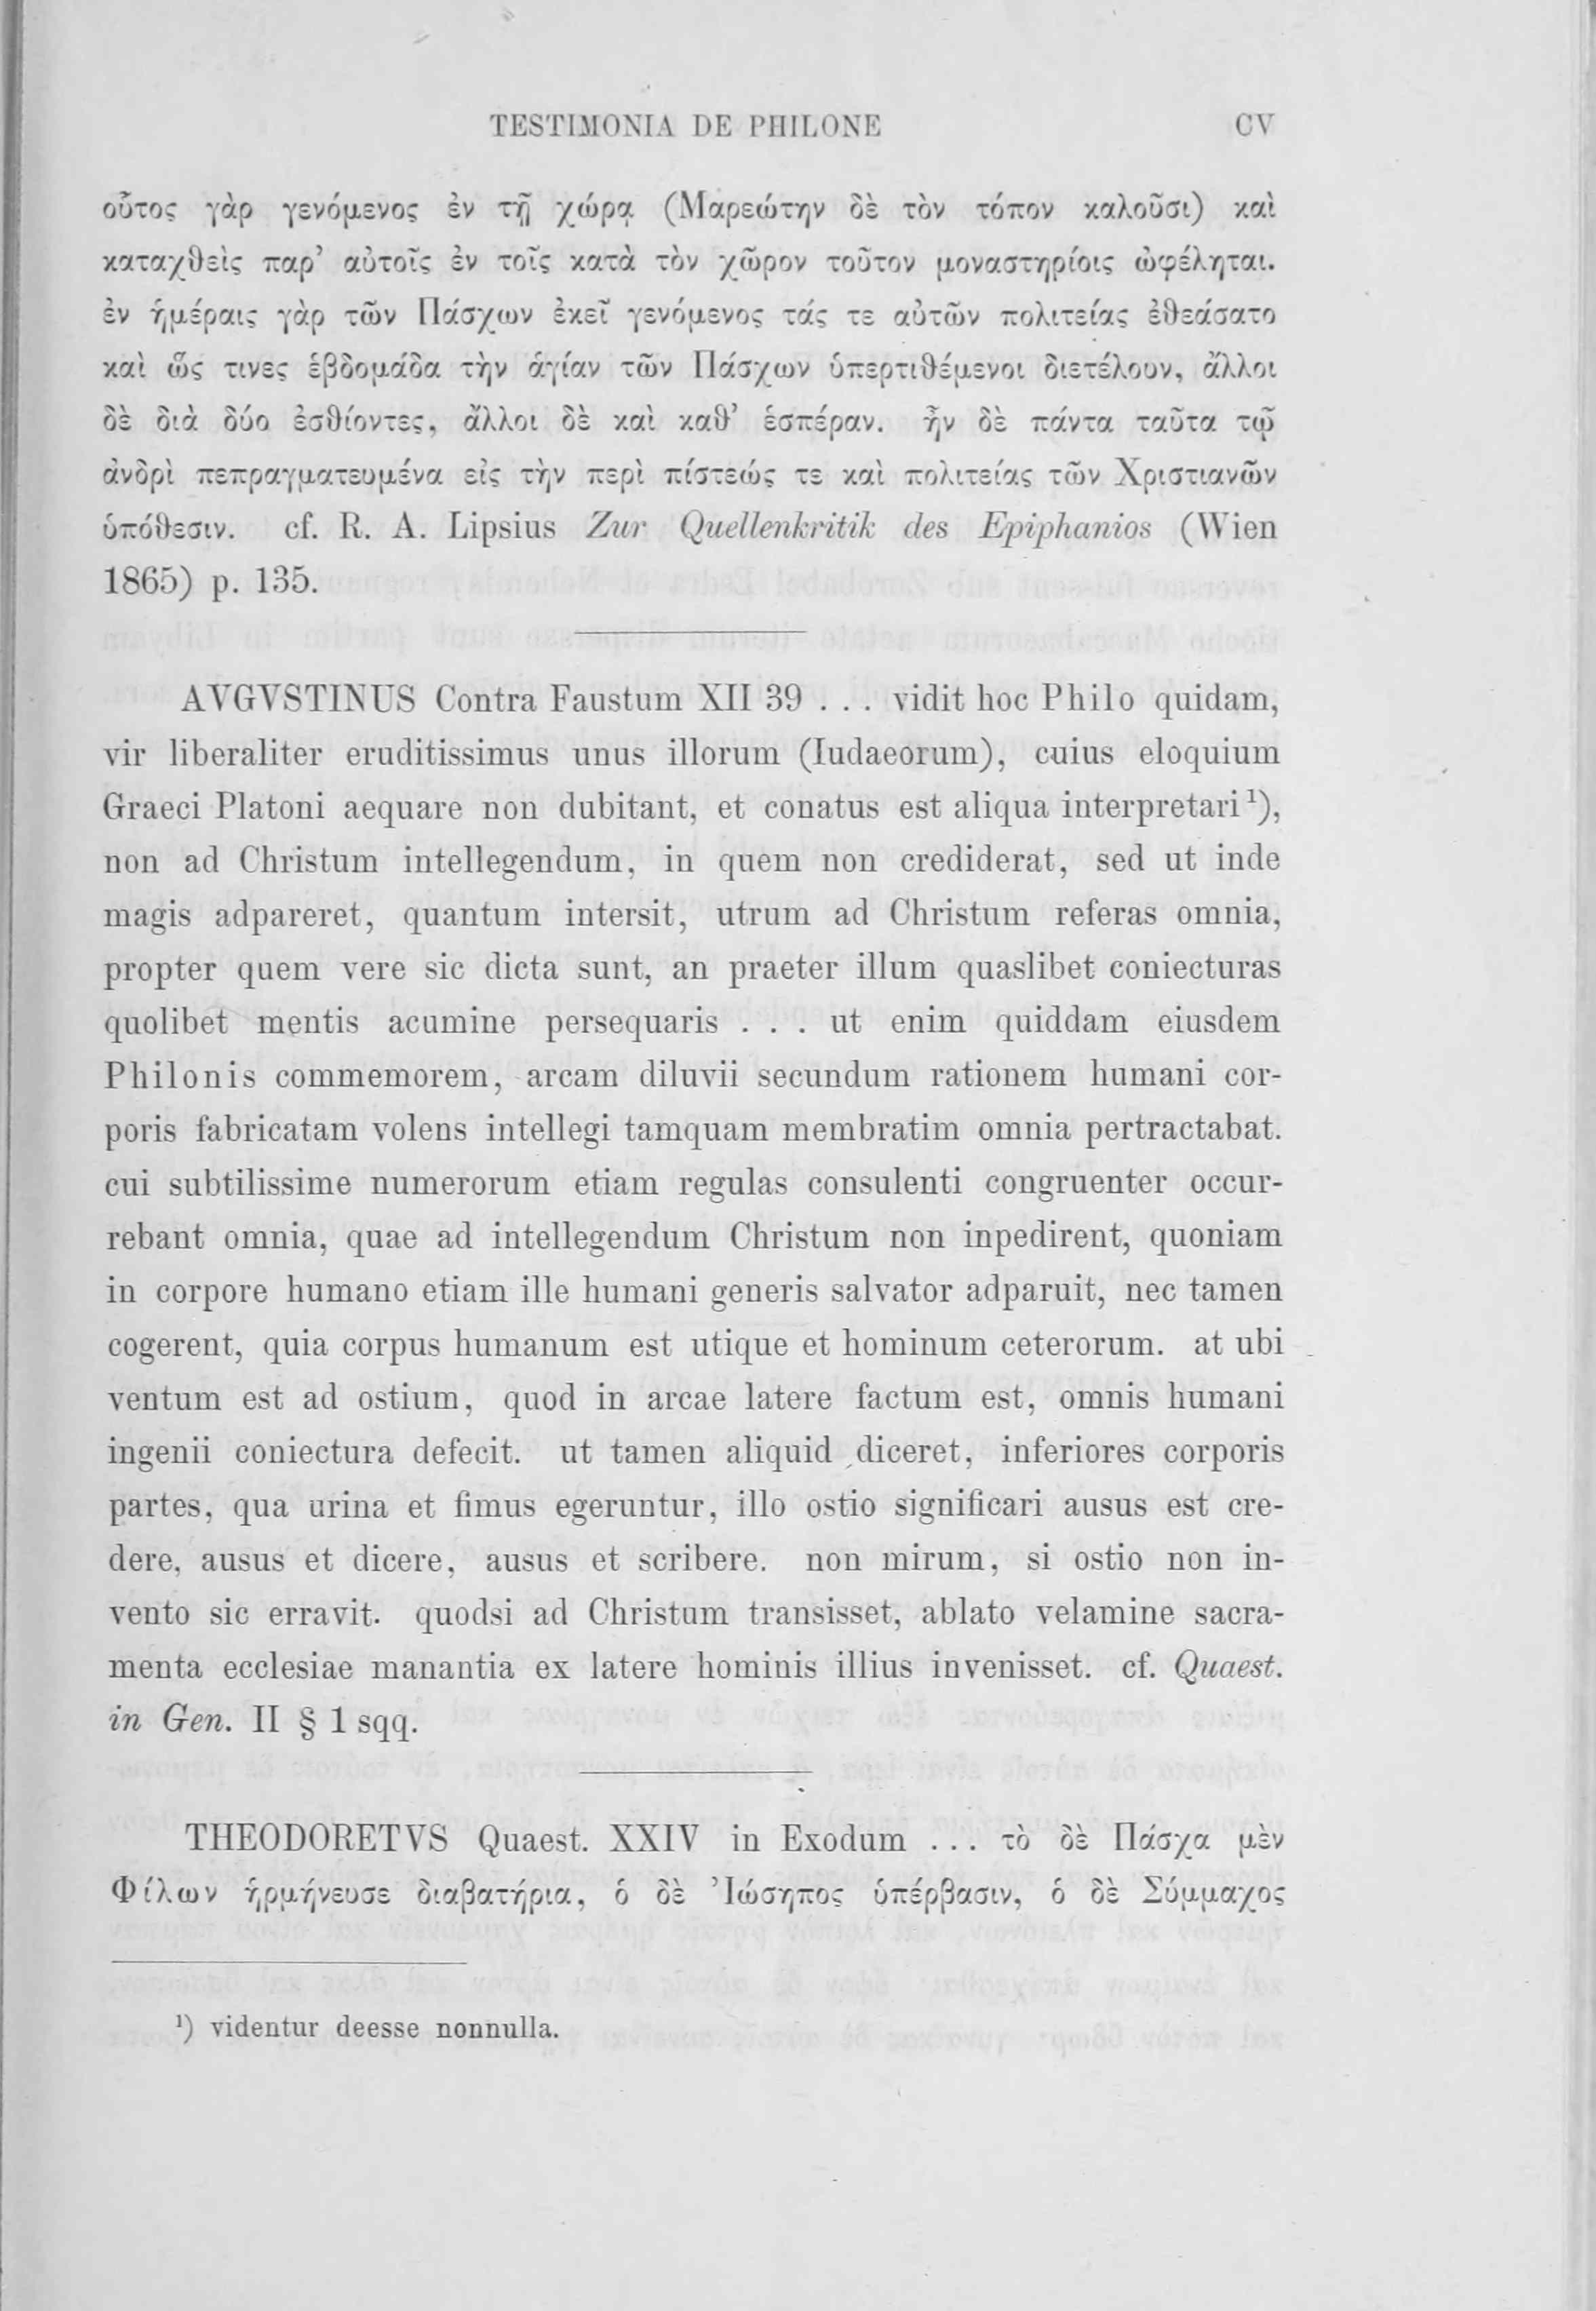 TESTIMONIA DE PHILONE CV
οὗτος γὰρ γενόμενος ἐν τῇ χώρᾳ (Μαρεώτην δὲ τὸν τόπον καλοῦσι) καὶ
καταχθεὶς παρ’ αὐτοῖς ἐν τοῖς κατὰ τὸν χῶρον τοῦτον μοναστηρίοις ὠφέληται.
ἐν ἡμέραις γὰρ τῶν Πάσχων ἐκεῖ γενόμενος τάς τε αὐτῶν πολιτείας ἐθεάσατο
καὶ ὥς τινες ἑβδομάδα τὴν ἁγίαν τῶν Πάσχων ὑπερτιθέμενοι διετέλουν, ἄλλοι
δὲ διὰ δύο ἐσθίοντες, ἄλλοι δὲ καὶ καθ’ ἑσπέραν. ἦν δὲ πάντα ταῦτα τῷ
ἀνδρὶ πεπραγματευμένα εἰς τὴν περὶ πίστεώς τε καὶ πολιτείας τῶν Χριστιανῶν
ὑπόθεσιν. cf. R. A. Lipsius Zur Quellenkritik des Epiphanios (Wien
1865) p. 135.
AVGVSTINUS Contra Faustum XII 39 . . . vidit hoc Philo quidam,
vir liberaliter eruditissimus unus illorum (Iudaeorum), cuius eloquium
Graeci Platoni aequare non dubitant, et conatus est aliqua interpretari¹),
non ad Christum intellegendum, in quem non crediderat, sed ut inde
magis adpareret, quantum intersit, utrum ad Christum referas omnia,
propter quem vere sic dicta sunt, an praeter illum quaslibet coniecturas
quolibet mentis acumine persequaris . . . ut enim quiddam eiusdem
Philonis commemorem, arcam diluvii secundum rationem humani cor-
poris fabricatam volens intellegi tamquam membratim omnia pertractabat.
cui subtilissime numerorum etiam regulas consulenti congruenter occur-
rebant omnia, quae ad intellegendum Christum non inpedirent, quoniam
in corpore humano etiam ille humani generis salvator adparuit, nec tamen
cogerent, quia corpus humanum est utique et hominum ceterorum. at ubi
ventum est ad ostium, quod in arcae latere factum est, omnis humani
ingenii coniectura defecit. ut tamen aliquid diceret, inferiores corporis
partes, qua urina et fimus egeruntur, illo ostio significari ausus est cre-
dere, ausus et dicere, ausus et scribere. non mirum, si ostio non in-
vento sic erravit. quodsi ad Christum transisset, ablato velamine sacra-
menta ecclesiae manantia ex latere hominis illius invenisset. cf. Quaest.
in Gen. II § 1 sqq.
THEODORETVS Quaest. XXIV in Exodum . . . τὸ δὲ Πάσχα μὲν
Φίλων ἡρμήνευσε διαβατήρια, ὁ δὲ Ἰώσηπος ὑπέρβασιν, ὁ δὲ Σύμμαχος
¹) videntur deesse nonnulla.